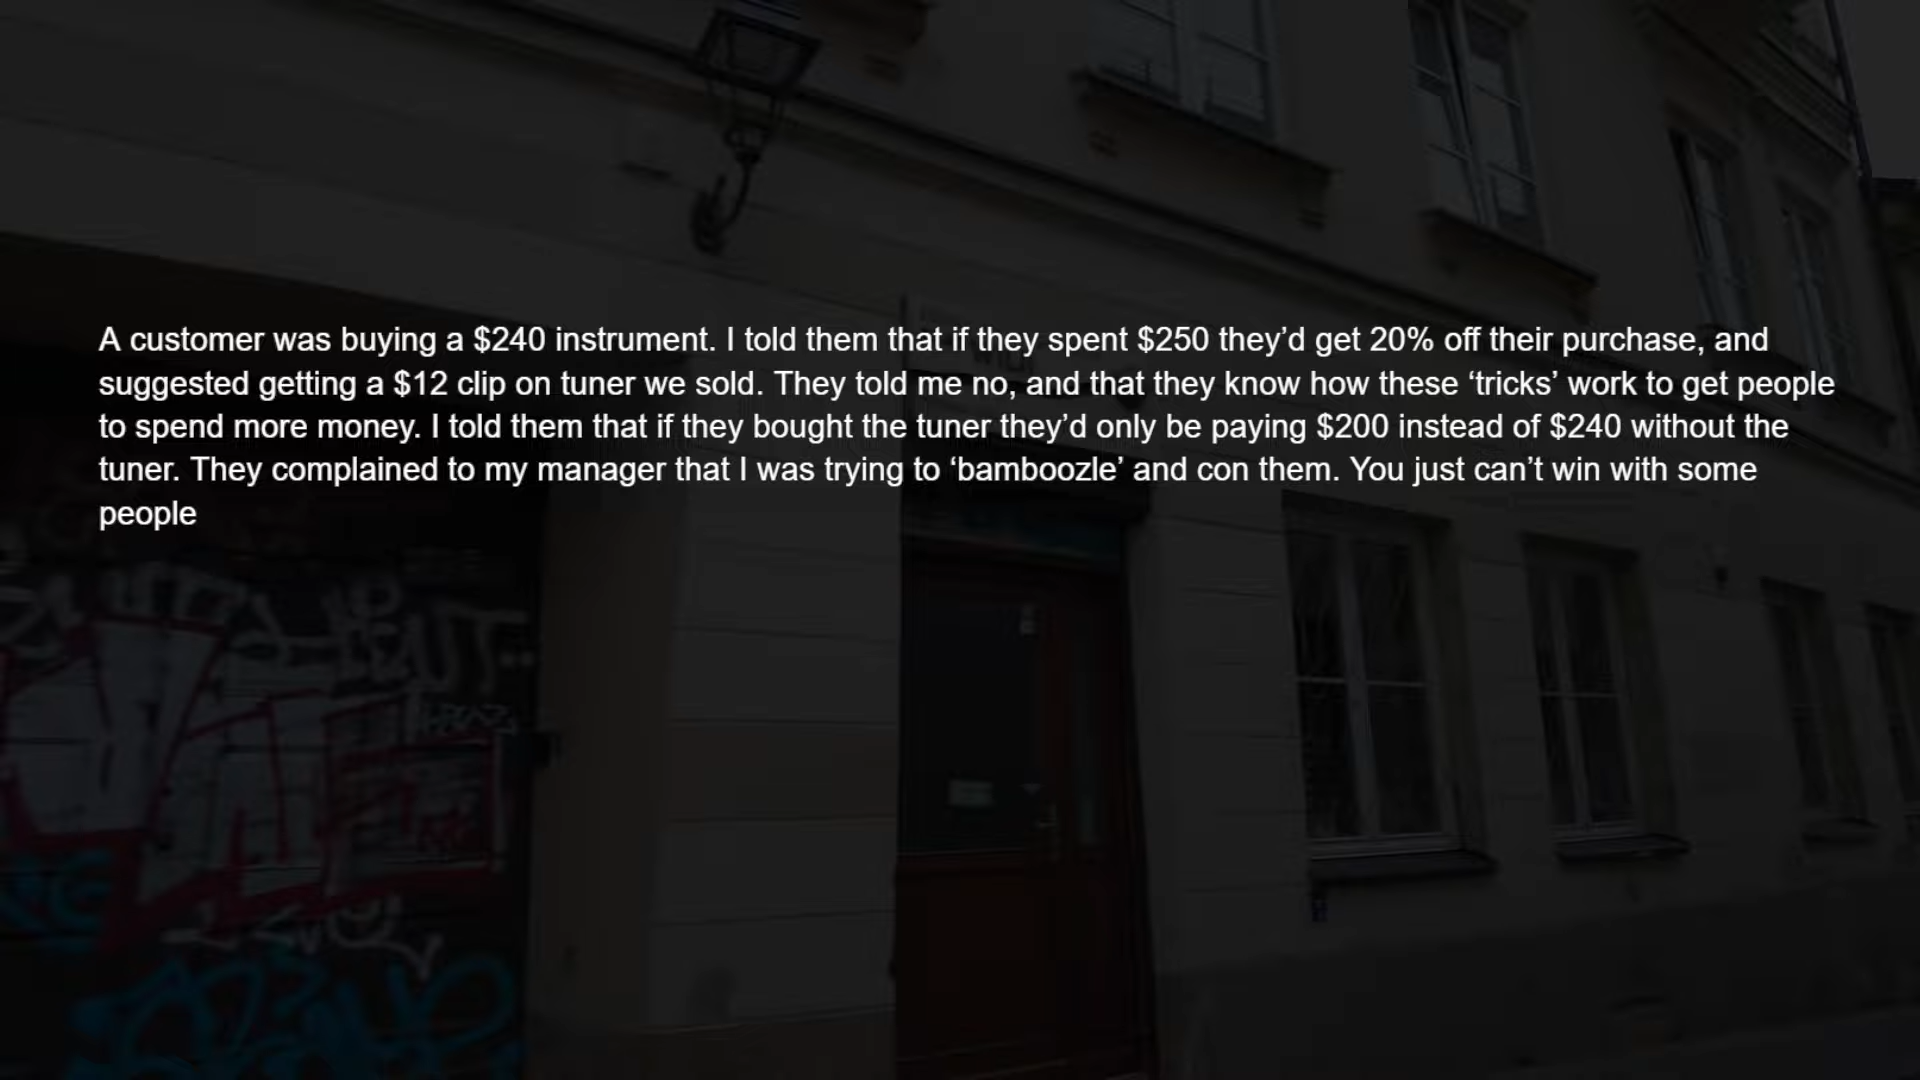 A customer was buying a $240 instrument. I told them that if they spent $250 they’d get 20% off their purchase, and
suggested getting a $12 clip on tuner we sold. They told me no, and that they know how these ‘tricks’ work to get people
to spend more money. I told them that if they bought the tuner they’d only be paying $200 instead of $240 without the
tuner. They complained to my manager that I was trying to ‘bamboozle’ and con them. You just can’t win with some
people